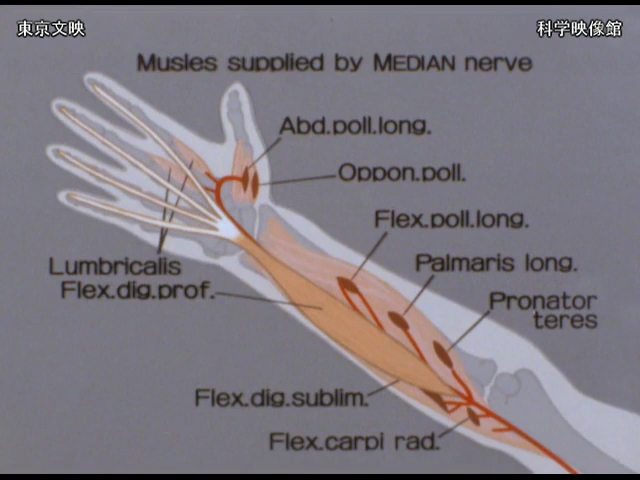 東京文映
科学映像館
Musles supplied by MEDIAN nerve
Abd.poll.long.
Oppon.poll.
Flex.poll.long.
Lumbricalis
Palmaris long.
Flex.dig.prof.
Pronator
teres
Flex.dig.sublim.
Flex.carpi rad.